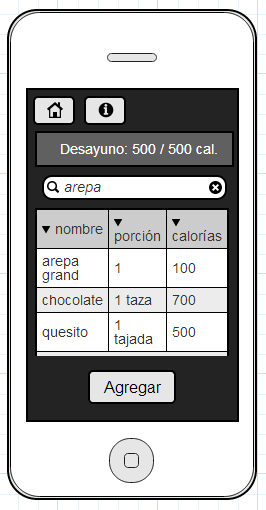 Desayuno: 500 / 500 cal.
arepa
nombre
porción
calorías
arepa
grand
1
100
chocolate
1 taza
700
quesito
1
tajada
500
Agregar